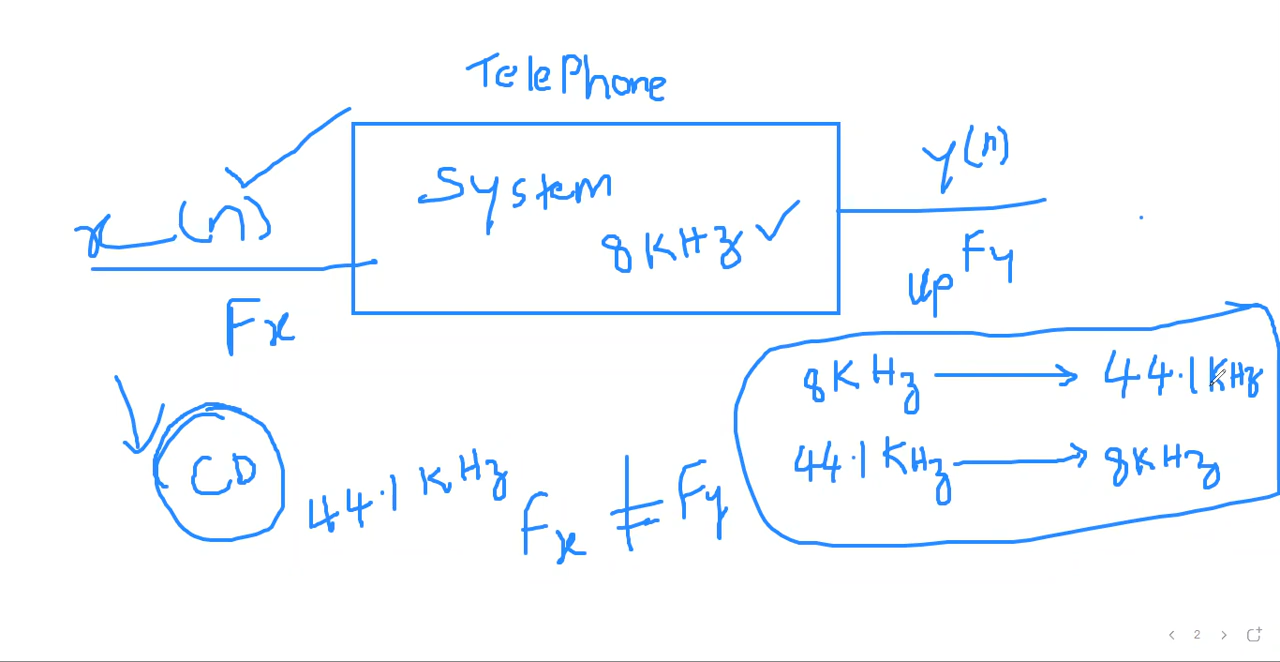 TelePhone
x(n)
System
8KHz
y(n)
Fx
Fy
up
8KHz → 44.1KHz
44.1KHz → 8KHz
CD
44.1KHz
Fx ≠ Fy
2